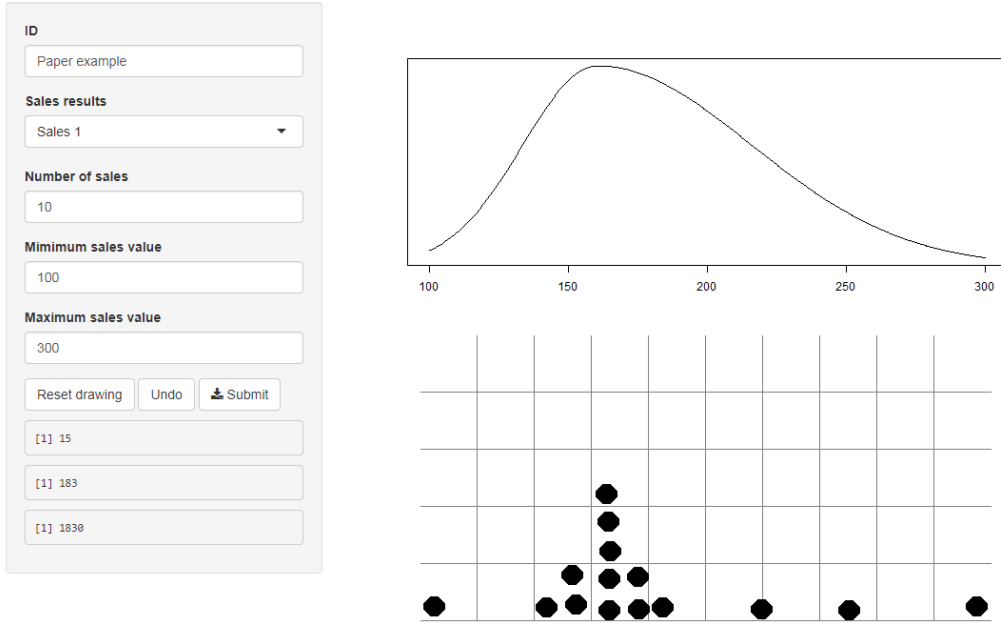 ID
Paper example
Sales results
Sales 1
Number of sales
10
Mimimum sales value
100
Maximum sales value
300
Reset drawing Undo Submit
[1] 15
[1] 183
[1] 1830
100 150 200 250 300